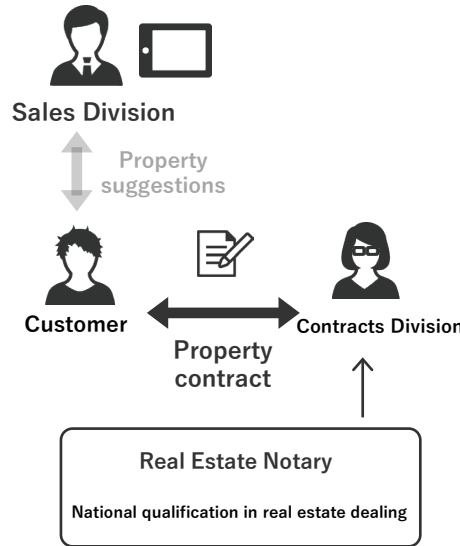 Sales Division
Property
suggestions
Customer
Contracts Division
Property
contract
Real Estate Notary
National qualification in real estate dealing